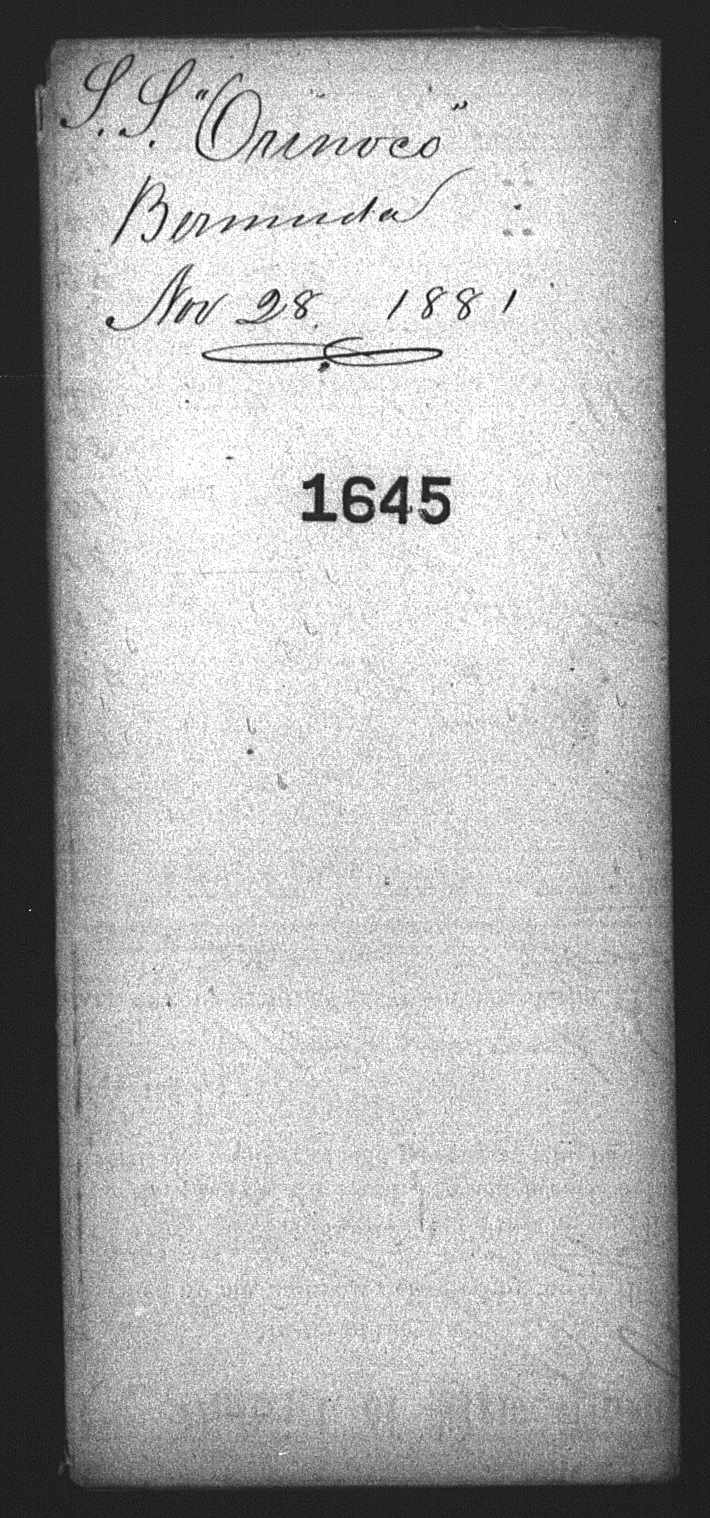 S.S. "Orinoco"
Bermuda
Nov 28 1881
1645